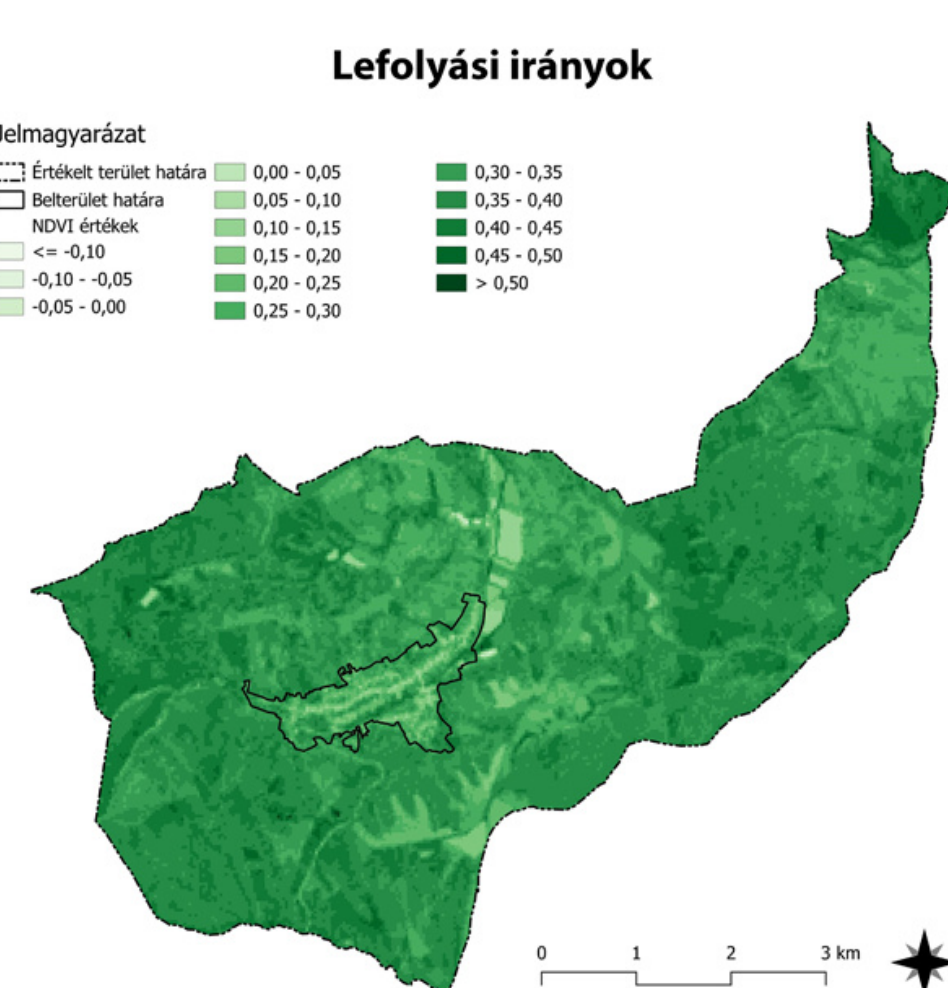 Lefolyási irányok
Jelmagyarázat
Értékelt terület határa
Belterület határa
NDVI értékek
<= -0,10
-0,10 - -0,05
-0,05 - 0,00
0,00 - 0,05
0,05 - 0,10
0,10 - 0,15
0,15 - 0,20
0,20 - 0,25
0,25 - 0,30
0,30 - 0,35
0,35 - 0,40
0,40 - 0,45
0,45 - 0,50
> 0,50
0 1 2 3 km